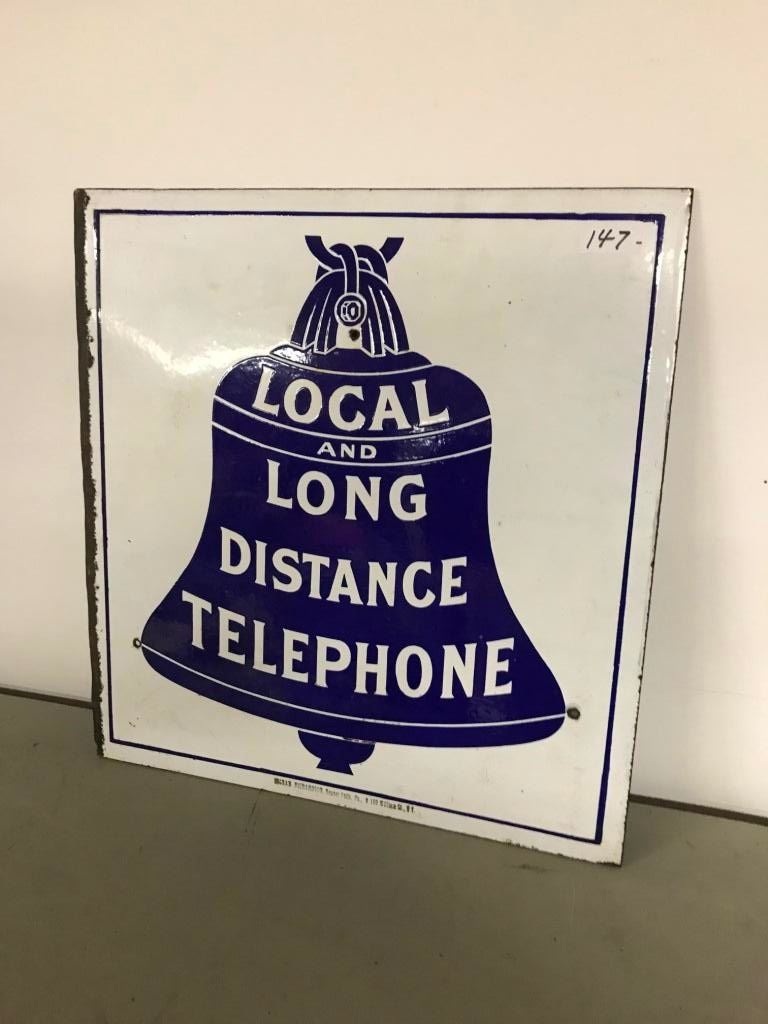 147-
LOCAL
AND
LONG
DISTANCE
TELEPHONE